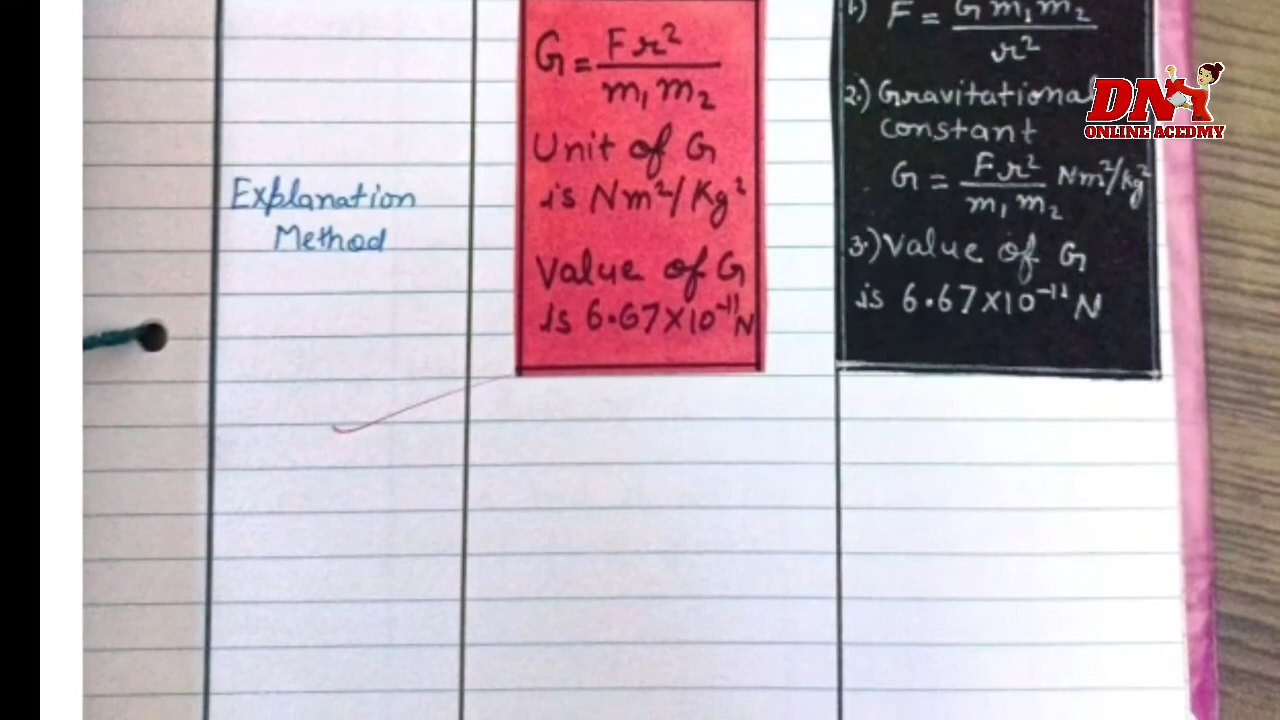 Explanation
Method
G = Fr²/m₁m₂
Unit of G
is Nm²/Kg²
Value of G
is 6.67×10⁻¹¹N
1.) F = Gm₁m₂/r²
2.) Gravitational
constant
G = Fr²/m₁m₂ Nm²/kg²
3.) Value of G
is 6.67×10⁻¹¹N
DN
ONLINE ACEDMY